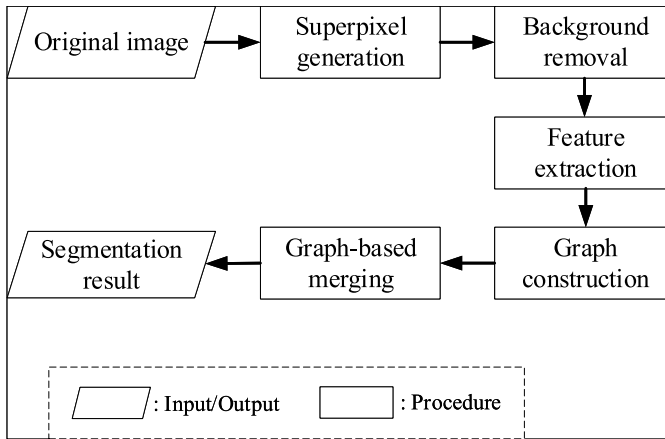 Original image
Superpixel
generation
Background
removal
Feature
extraction
Graph
construction
Graph-based
merging
Segmentation
result
: Input/Output
: Procedure